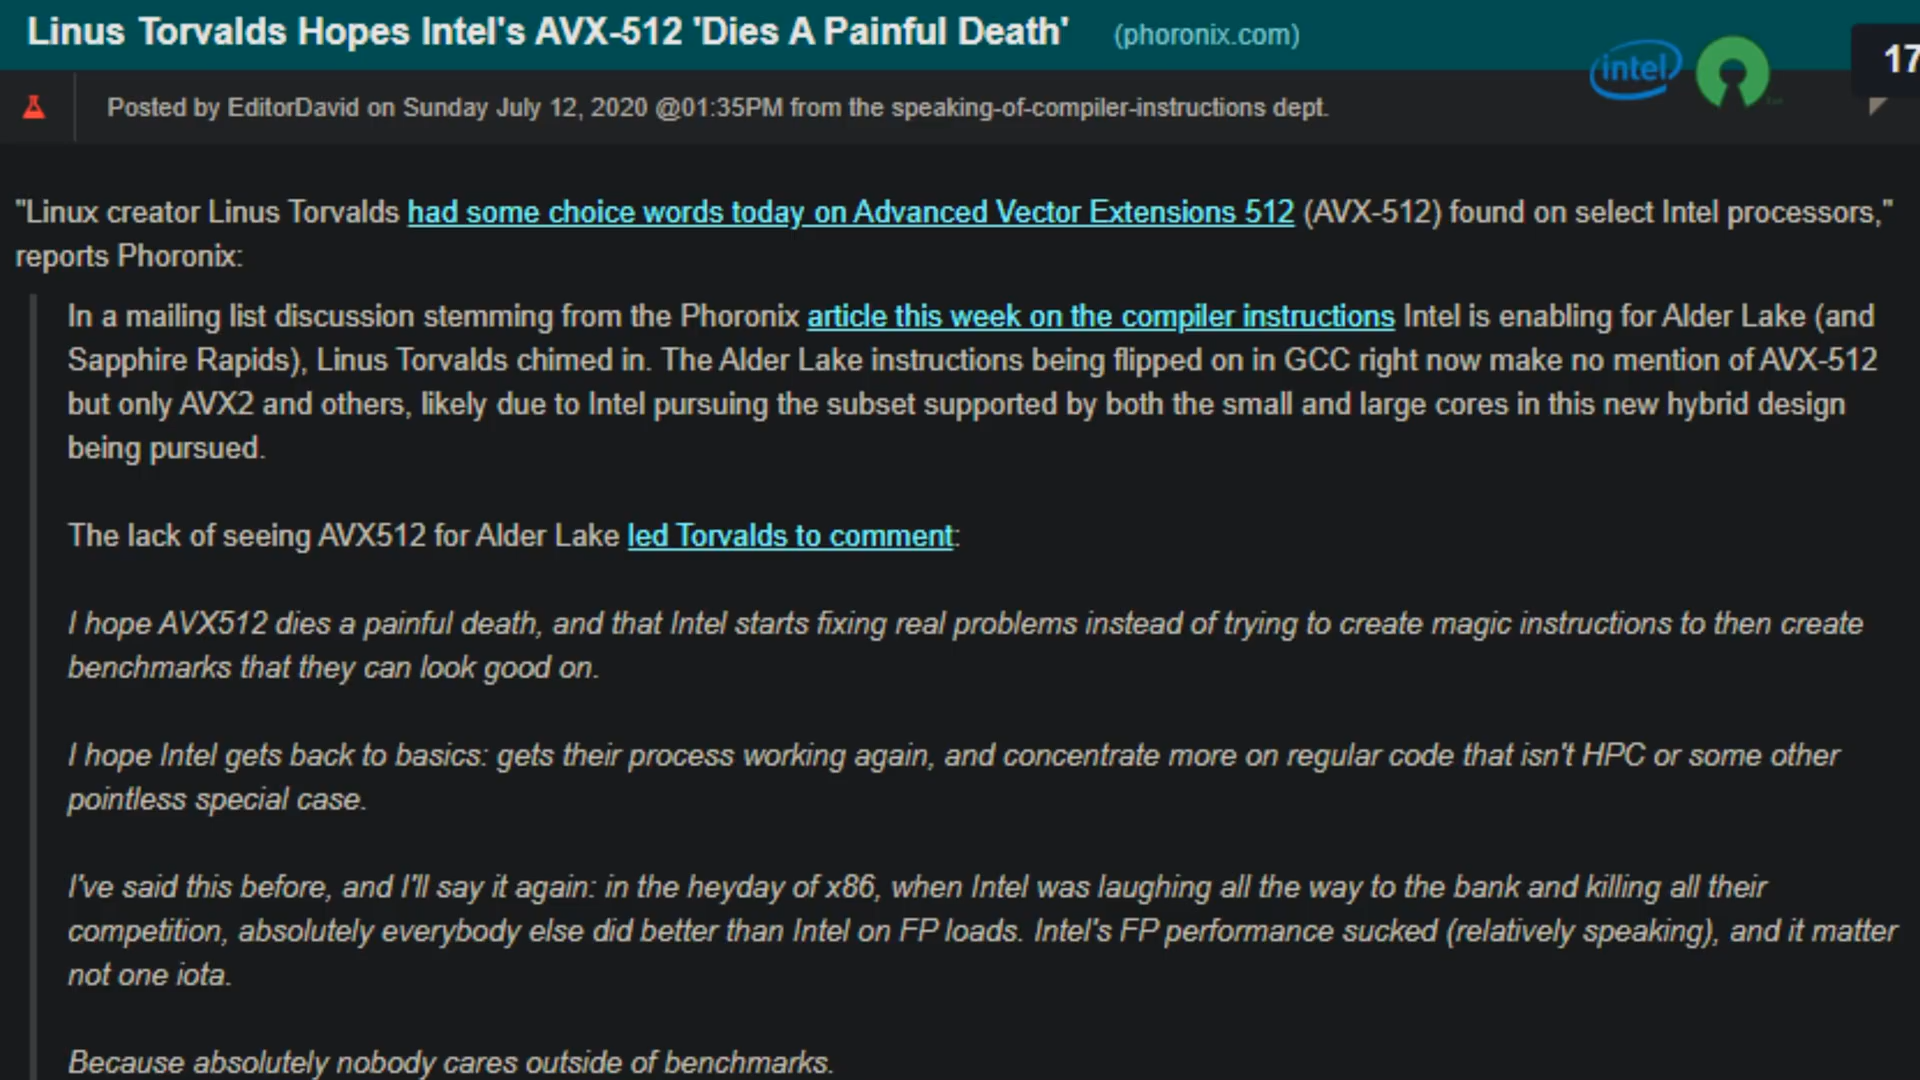 Linus Torvalds Hopes Intel's AVX-512 'Dies A Painful Death' (phoronix.com)
intel
17
Posted by EditorDavid on Sunday July 12, 2020 @01:35PM from the speaking-of-compiler-instructions dept.
"Linux creator Linus Torvalds had some choice words today on Advanced Vector Extensions 512 (AVX-512) found on select Intel processors,"
reports Phoronix:
In a mailing list discussion stemming from the Phoronix article this week on the compiler instructions Intel is enabling for Alder Lake (and
Sapphire Rapids), Linus Torvalds chimed in. The Alder Lake instructions being flipped on in GCC right now make no mention of AVX-512
but only AVX2 and others, likely due to Intel pursuing the subset supported by both the small and large cores in this new hybrid design
being pursued.
The lack of seeing AVX512 for Alder Lake led Torvalds to comment:
I hope AVX512 dies a painful death, and that Intel starts fixing real problems instead of trying to create magic instructions to then create
benchmarks that they can look good on.
I hope Intel gets back to basics: gets their process working again, and concentrate more on regular code that isn't HPC or some other
pointless special case.
I've said this before, and I'll say it again: in the heyday of x86, when Intel was laughing all the way to the bank and killing all their
competition, absolutely everybody else did better than Intel on FP loads. Intel's FP performance sucked (relatively speaking), and it matter
not one iota.
Because absolutely nobody cares outside of benchmarks.